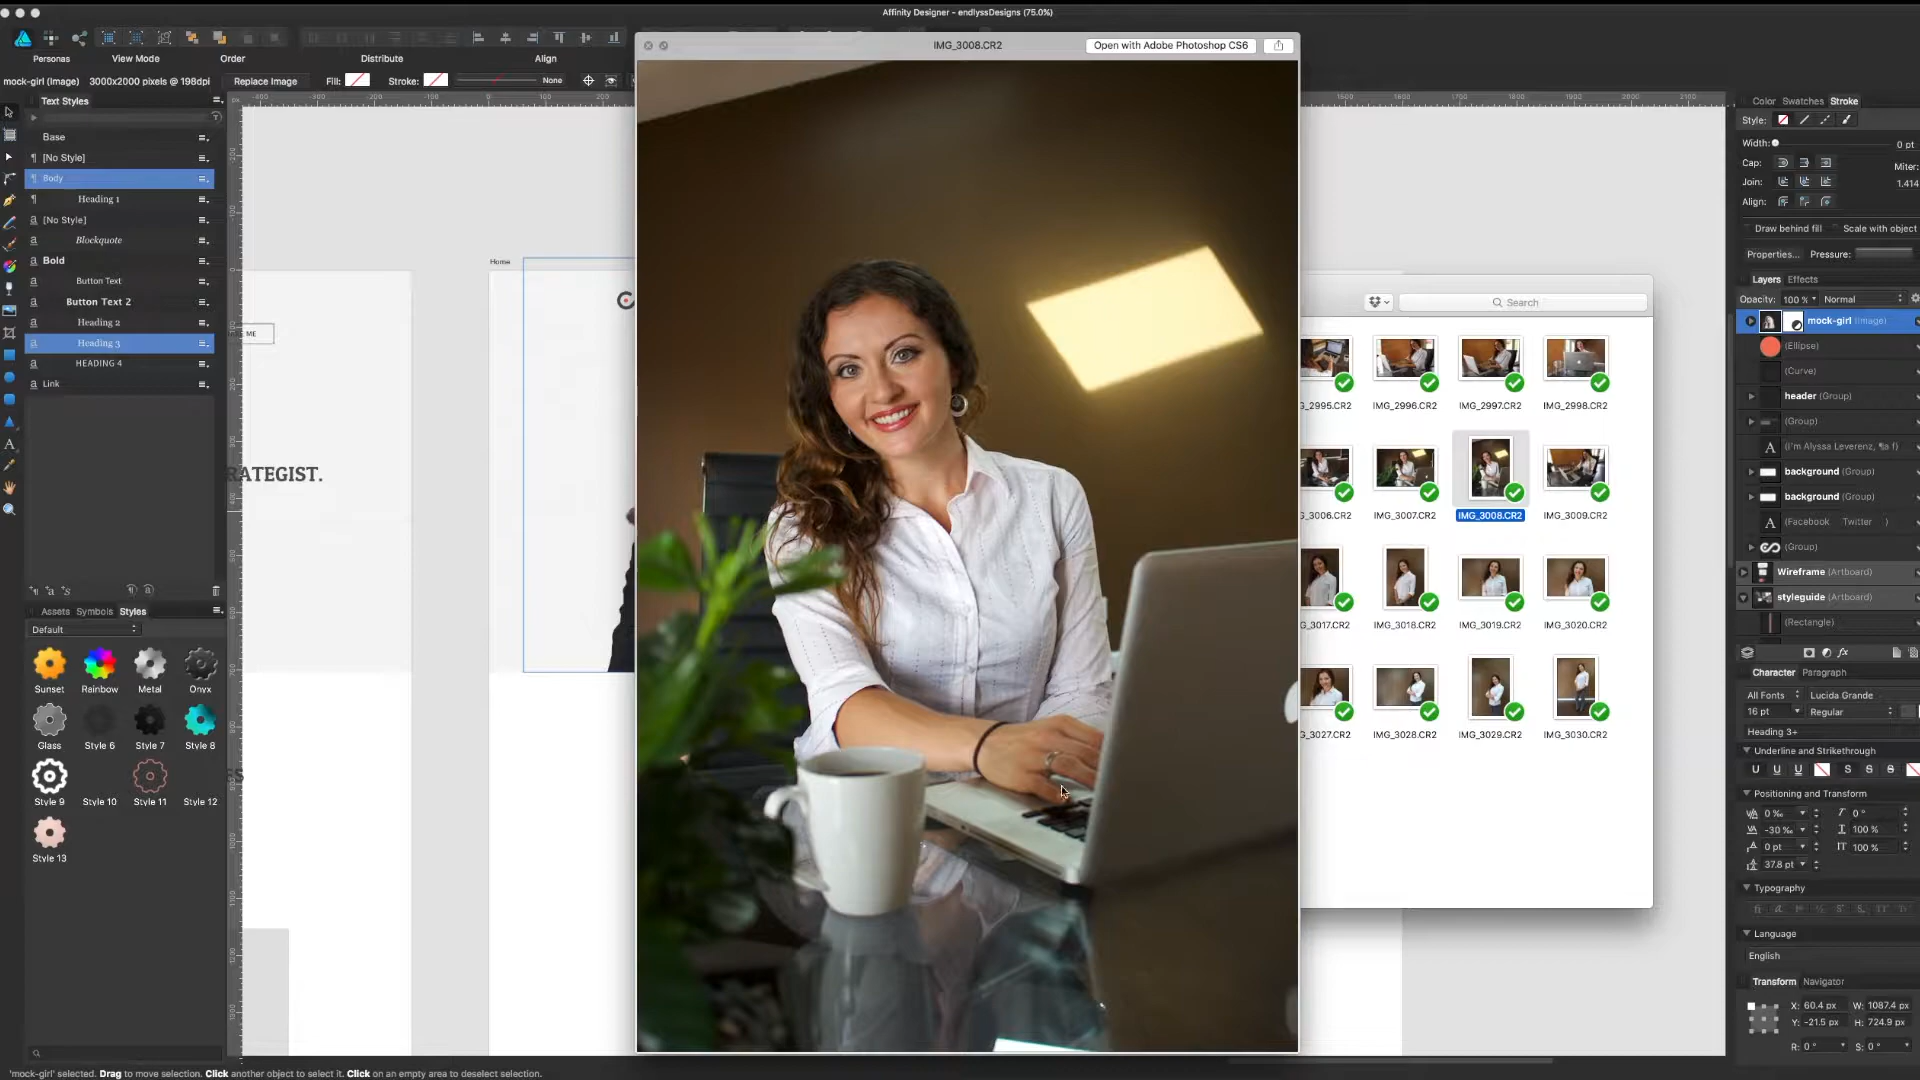 Affinity Designer - endlyssDesigns (75.0%)
Personas
View Mode
Order
Distribute
Align
IMG_3008.CR2
Open with Adobe Photoshop CS6
mock-girl (Image)
3000x2000 pixels @ 198dpi
Replace Image
Fill:
Stroke:
None
Text Styles
Base
[No Style]
Body
Heading 1
[No Style]
Blockquote
Bold
Button Text
Button Text 2
Heading 2
Heading 3
HEADING 4
Link
Assets
Symbols
Styles
Default
Sunset
Rainbow
Metal
Onyx
Glass
Style 6
Style 7
Style 8
Style 9
Style 10
Style 11
Style 12
Style 13
Home
ME
RATEGIST.
Search
IMG_2996.CR2
IMG_2997.CR2
IMG_2998.CR2
IMG_3007.CR2
IMG_3008.CR2
IMG_3009.CR2
IMG_3018.CR2
IMG_3019.CR2
IMG_3020.CR2
IMG_3028.CR2
IMG_3029.CR2
IMG_3030.CR2
Color
Swatches
Stroke
Style:
Width:
0 pt
Cap:
Miter:
Join:
1.414
Align:
Draw behind fill
Scale with object
Properties...
Pressure:
Layers
Effects
Opacity:
100 %
Normal
mock-girl (Image)
(Ellipse)
(Curve)
header (Group)
(Group)
(I'm Alyssa Leverenz, ¶a f)
background (Group)
background (Group)
(Facebook Twitter )
(Group)
Wireframe (Artboard)
styleguide (Artboard)
(Rectangle)
Character
Paragraph
All Fonts
Lucida Grande
16 pt
Regular
Heading 3+
Underline and Strikethrough
Positioning and Transform
0 ‰
0 °
-30 ‰
100 %
0 pt
100 %
37.8 pt
Typography
Language
English
Transform
Navigator
X: 60.4 px
W: 1087.4 px
Y: -21.5 px
H: 724.9 px
R: 0 °
S: 0 °
'mock-girl' selected. Drag to move selection. Click another object to select it. Click on an empty area to deselect selection.